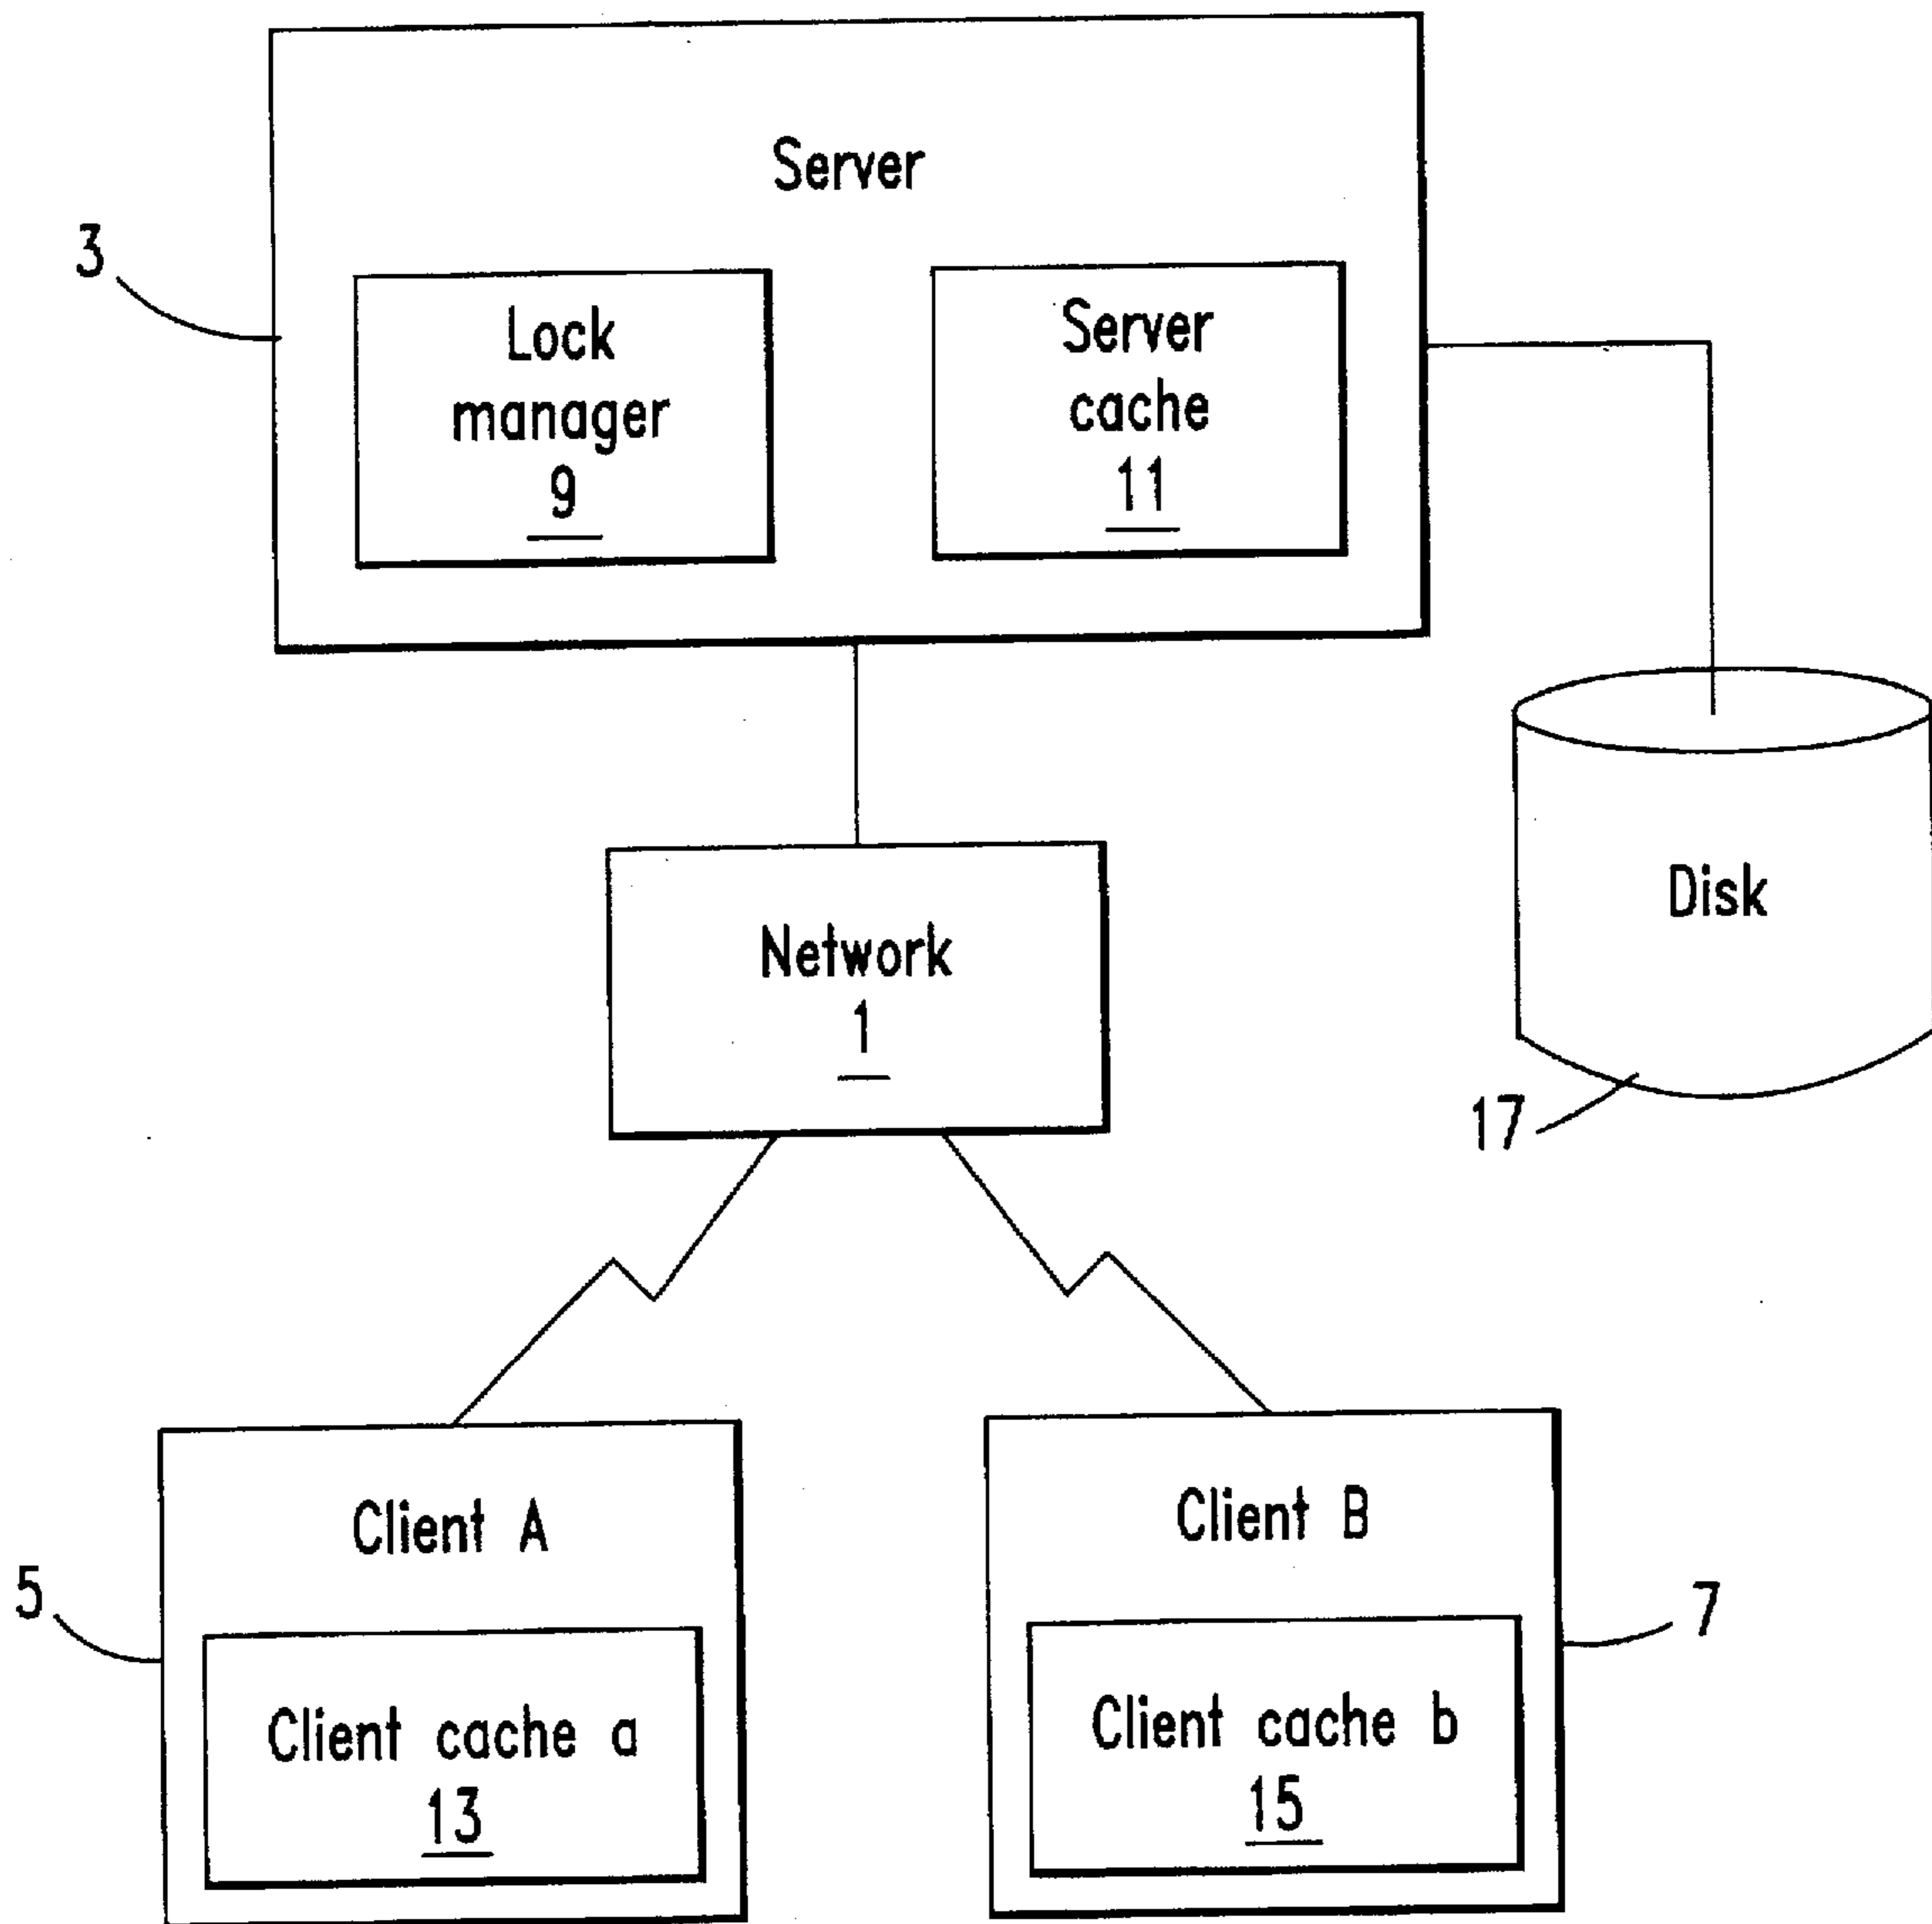 Server
3
Lock
manager
9
Server
cache
11
Network
1
Disk
17
Client A
5
Client cache a
13
Client B
7
Client cache b
15